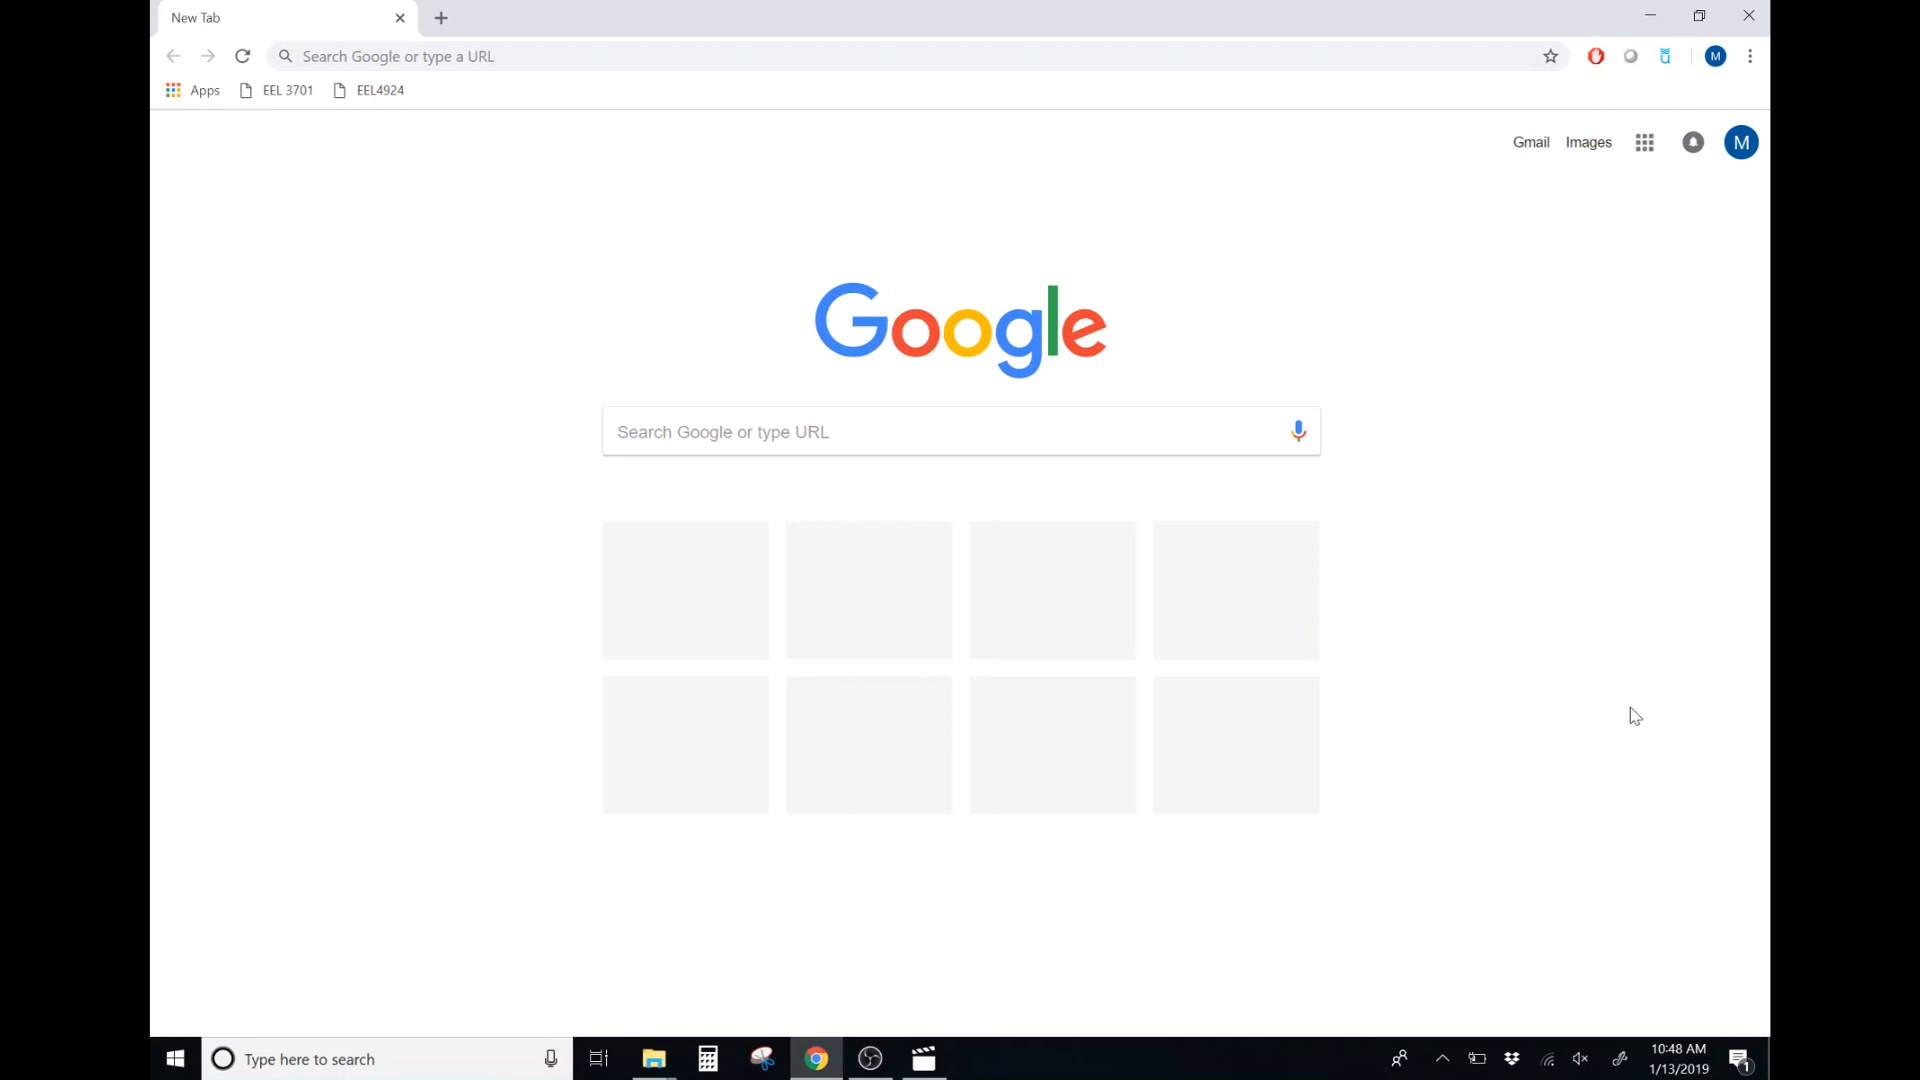 New Tab
Search Google or type a URL
M
Apps
EEL 3701
EEL4924
Gmail
Images
M
Google
Search Google or type URL
Type here to search
10:48 AM
1/13/2019
1